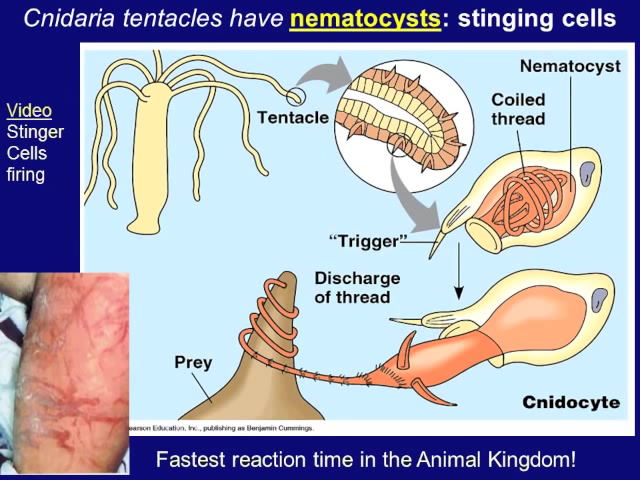 Cnidaria tentacles have nematocysts: stinging cells
Video
Stinger
Cells
firing
Tentacle
Nematocyst
Coiled
thread
“Trigger”
Discharge
of thread
Prey
Cnidocyte
Education, Inc., publishing as Benjamin Cummings.
Fastest reaction time in the Animal Kingdom!